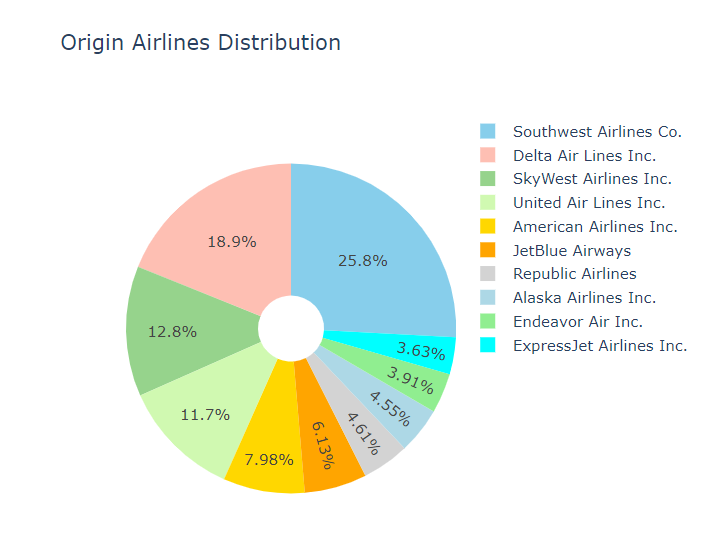 Origin Airlines Distribution
Southwest Airlines Co.
Delta Air Lines Inc.
SkyWest Airlines Inc.
United Air Lines Inc.
American Airlines Inc.
JetBlue Airways
Republic Airlines
Alaska Airlines Inc.
Endeavor Air Inc.
ExpressJet Airlines Inc.
25.8%
18.9%
12.8%
11.7%
7.98%
6.13%
4.61%
4.55%
3.91%
3.63%